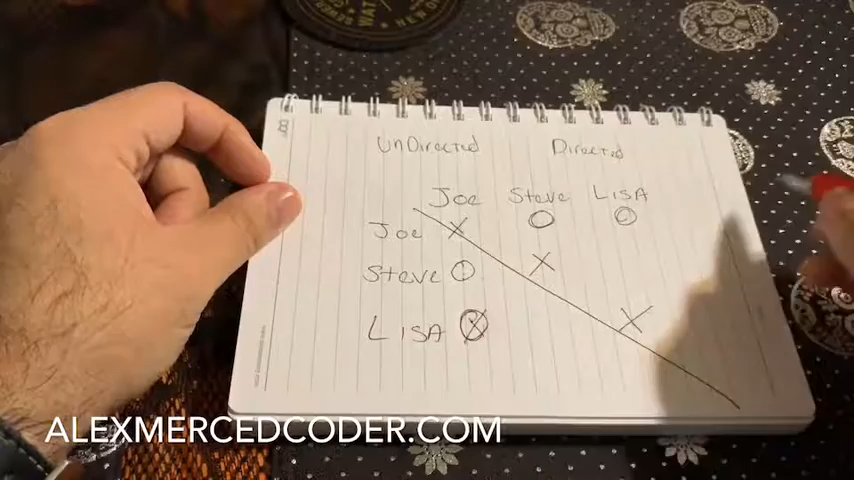 UnDirected Directed
Joe Steve LISA
Joe X O O
Steve O X
LISA X X
ALEXMERCEDCODER.COM